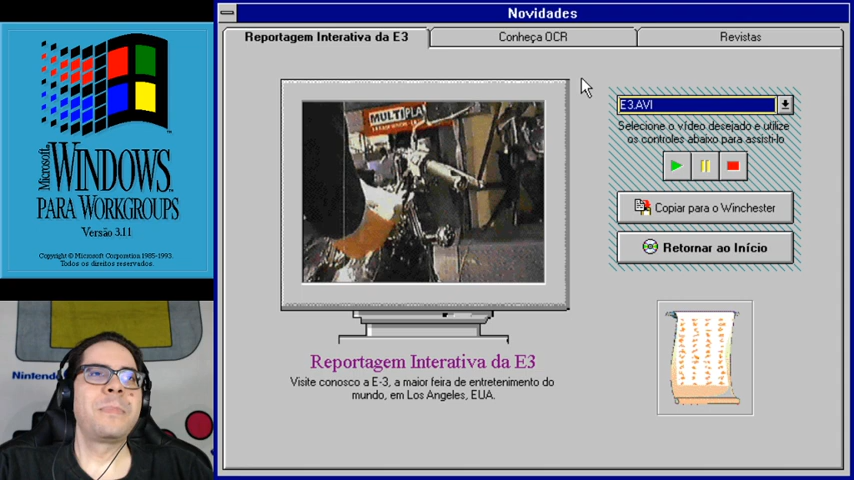 Novidades
Reportagem Interativa da E3
Conheça OCR
Revistas
Microsoft
WINDOWS
PARA WORKGROUPS
Versão 3.11
Copyright © Microsoft Corporation 1985-1993.
Todos os direitos reservados.
MULTIPLA
E3.AVI
Selecione o vídeo desejado e utilize
os controles abaixo para assisti-lo
Copiar para o Winchester
Retornar ao Início
Reportagem Interativa da E3
Visite conosco a E-3, a maior feira de entretenimento do
mundo, em Los Angeles, EUA.
Nintendo